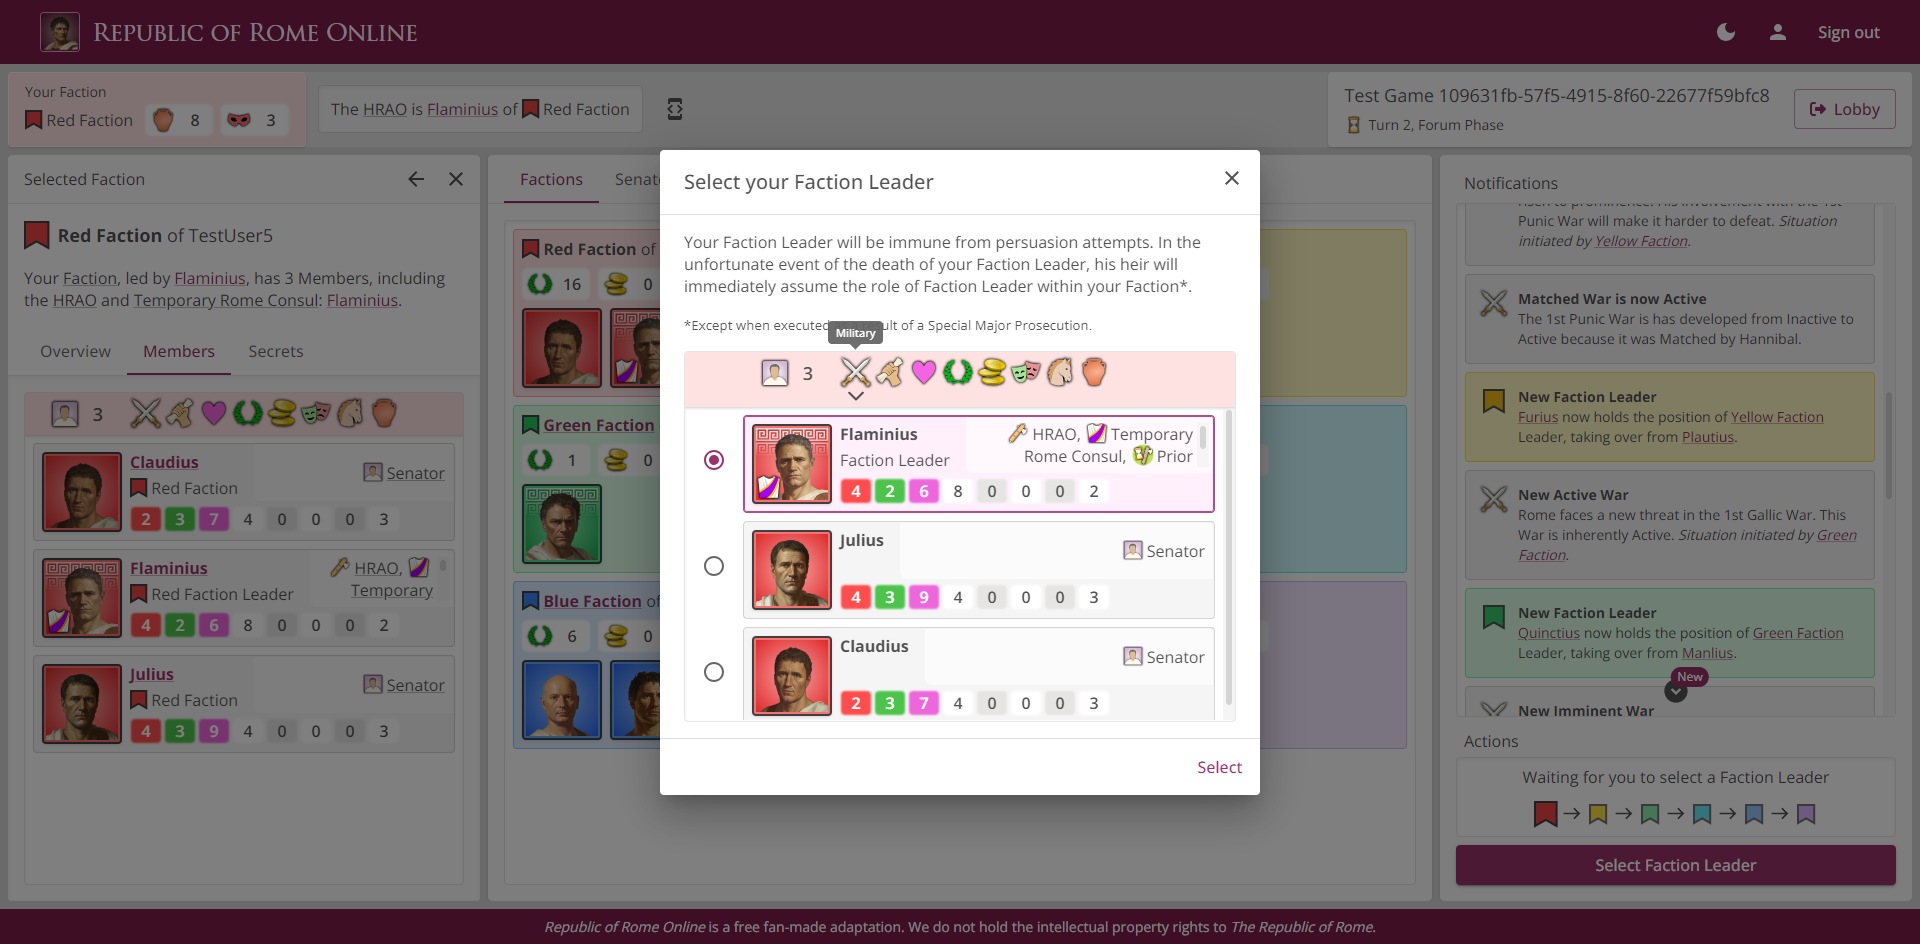 Republic of Rome Online
Sign out
Your Faction
Red Faction 8 3
The HRAO is Flaminius of Red Faction
Test Game 109631fb-57f5-4915-8f60-22677f59bfc8
Turn 2, Forum Phase
Lobby
Selected Faction
Red Faction of TestUser5
Your Faction, led by Flaminius, has 3 Members, including
the HRAO and Temporary Rome Consul: Flaminius.
Overview Members Secrets
3
Claudius
Red Faction
Senator
2 3 7 4 0 0 0 3
Flaminius
Red Faction Leader
HRAO,
Temporary
4 2 6 8 0 0 0 2
Julius
Red Faction
Senator
4 3 9 4 0 0 0 3
Factions
Red Faction of
16 0
Green Faction
1 0
Blue Faction of
6 0
Select your Faction Leader
Your Faction Leader will be immune from persuasion attempts. In the
unfortunate event of the death of your Faction Leader, his heir will
immediately assume the role of Faction Leader within your Faction*.
*Except when executed as a result of a Special Major Prosecution.
Military
3
Flaminius
Faction Leader
HRAO, Temporary
Rome Consul, Prior
4 2 6 8 0 0 0 2
Julius
Senator
4 3 9 4 0 0 0 3
Claudius
Senator
2 3 7 4 0 0 0 3
Select
Notifications
Punic War will make it harder to defeat. Situation
initiated by Yellow Faction.
Matched War is now Active
The 1st Punic War is has developed from Inactive to
Active because it was Matched by Hannibal.
New Faction Leader
Furius now holds the position of Yellow Faction
Leader, taking over from Plautius.
New Active War
Rome faces a new threat in the 1st Gallic War. This
War is inherently Active. Situation initiated by Green
Faction.
New Faction Leader
Quinctius now holds the position of Green Faction
Leader, taking over from Manlius.
New
New Imminent War
Actions
Waiting for you to select a Faction Leader
Select Faction Leader
Republic of Rome Online is a free fan-made adaptation. We do not hold the intellectual property rights to The Republic of Rome.